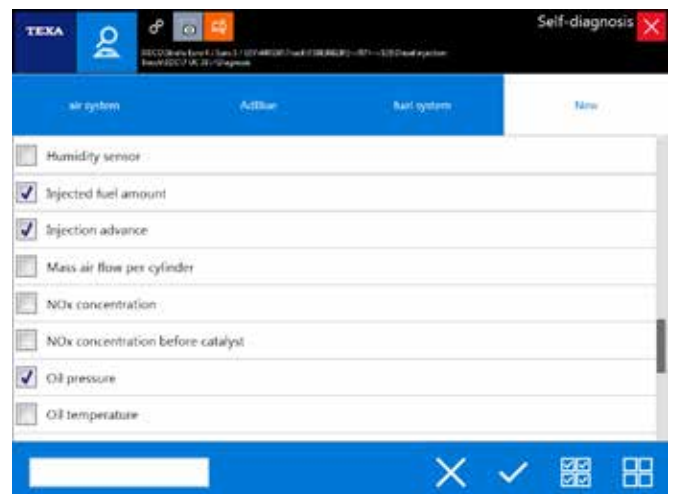 TEXA
Self-diagnosis
air system
AdBlue
fuel system
New
Humidity sensor
Injected fuel amount
Injection advance
Mass air flow per cylinder
NOx concentration
NOx concentration before catalyst
Oil pressure
Oil temperature